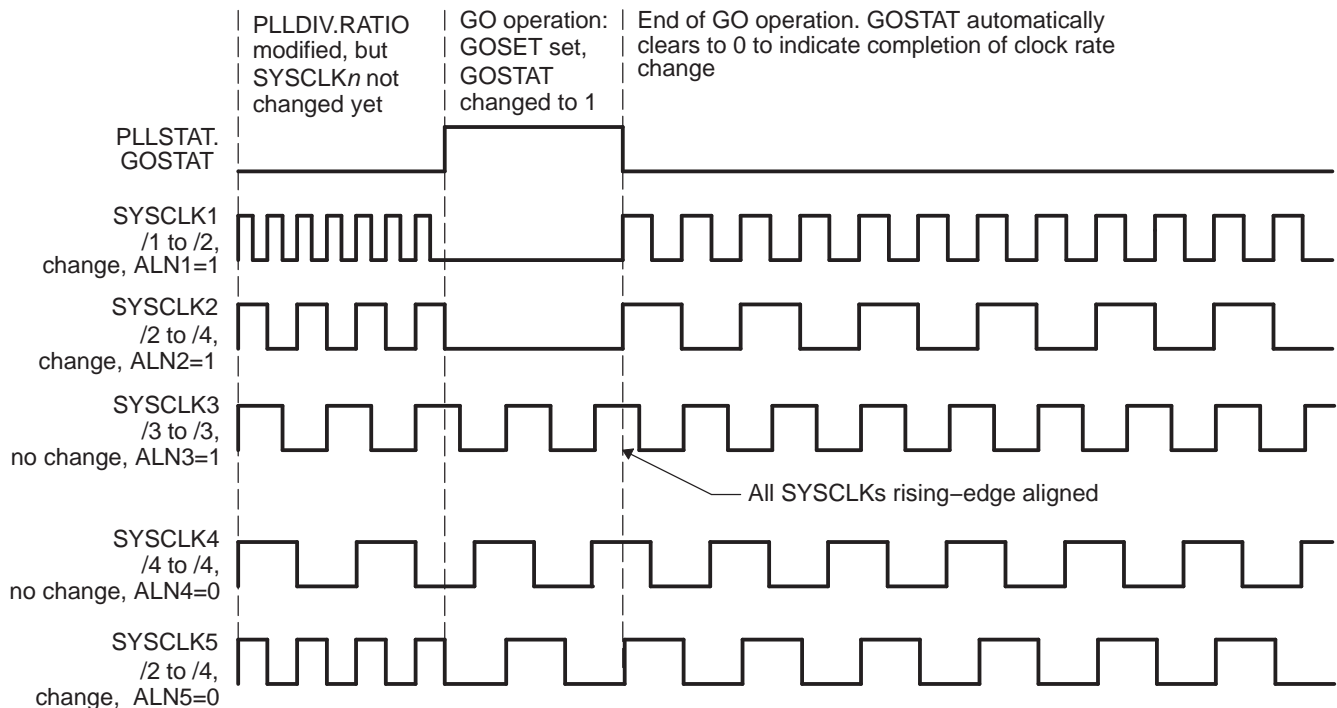 PLLDIV.RATIO
modified, but
SYSCLKn not
changed yet
GO operation:
GOSET set,
GOSTAT
changed to 1
End of GO operation. GOSTAT automatically
clears to 0 to indicate completion of clock rate
change
PLLSTAT.
GOSTAT
SYSCLK1
/1 to /2,
change, ALN1=1
SYSCLK2
/2 to /4,
change, ALN2=1
SYSCLK3
/3 to /3,
no change, ALN3=1
All SYSCLKs rising−edge aligned
SYSCLK4
/4 to /4,
no change, ALN4=0
SYSCLK5
/2 to /4,
change, ALN5=0